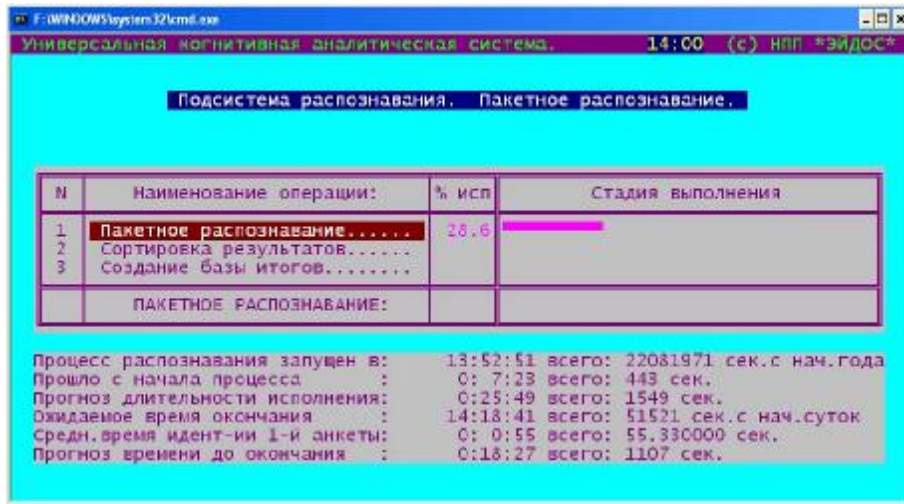 F:\WINDOWS\system32\cmd.exe
Универсальная когнитивная аналитическая система. 14:00 (c) НПП *ЭЙДОС*
Подсистема распознавания. Пакетное распознавание.
N Наименование операции: % исп Стадия выполнения
1 Пакетное распознавание...... 28.6
2 Сортировка результатов......
3 Создание базы итогов........
ПАКЕТНОЕ РАСПОЗНАВАНИЕ:
Процесс распознавания запущен в: 13:52:51 всего: 22081971 сек.с нач.года
Прошло с начала процесса : 0: 7:23 всего: 443 сек.
Прогноз длительности исполнения: 0:25:49 всего: 1549 сек.
Ожидаемое время окончания : 14:18:41 всего: 51521 сек.с нач.суток
Средн.время идент-ии 1-й анкеты: 0: 0:55 всего: 55.330000 сек.
Прогноз времени до окончания : 0:18:27 всего: 1107 сек.